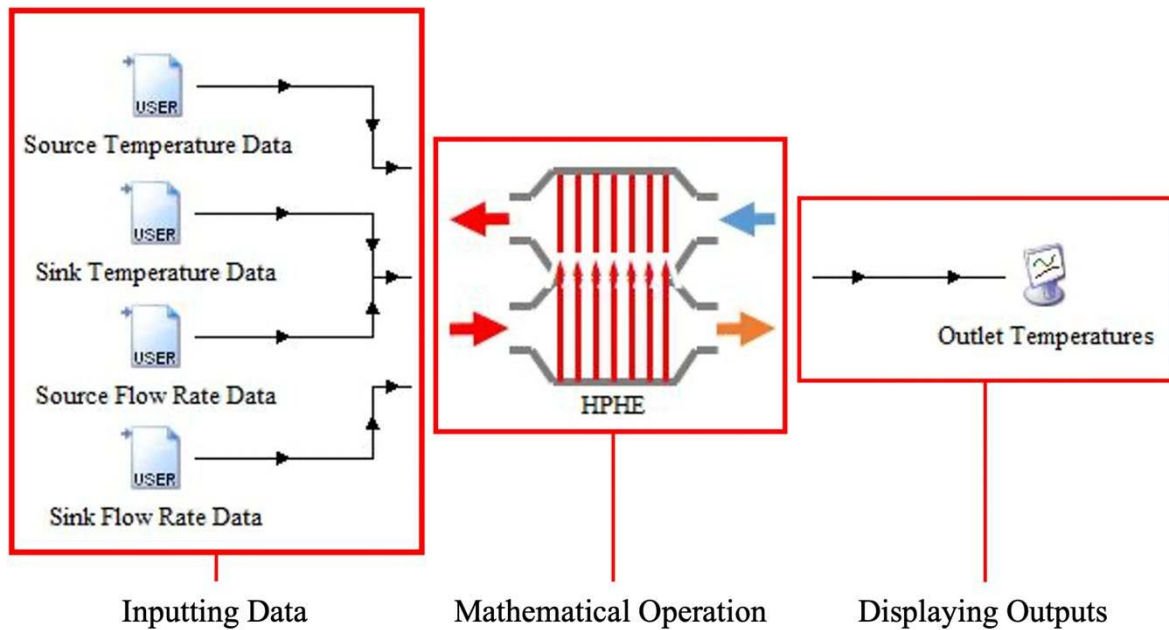 USER
Source Temperature Data
USER
Sink Temperature Data
USER
Source Flow Rate Data
USER
Sink Flow Rate Data
HPHE
Outlet Temperatures
Inputting Data
Mathematical Operation
Displaying Outputs